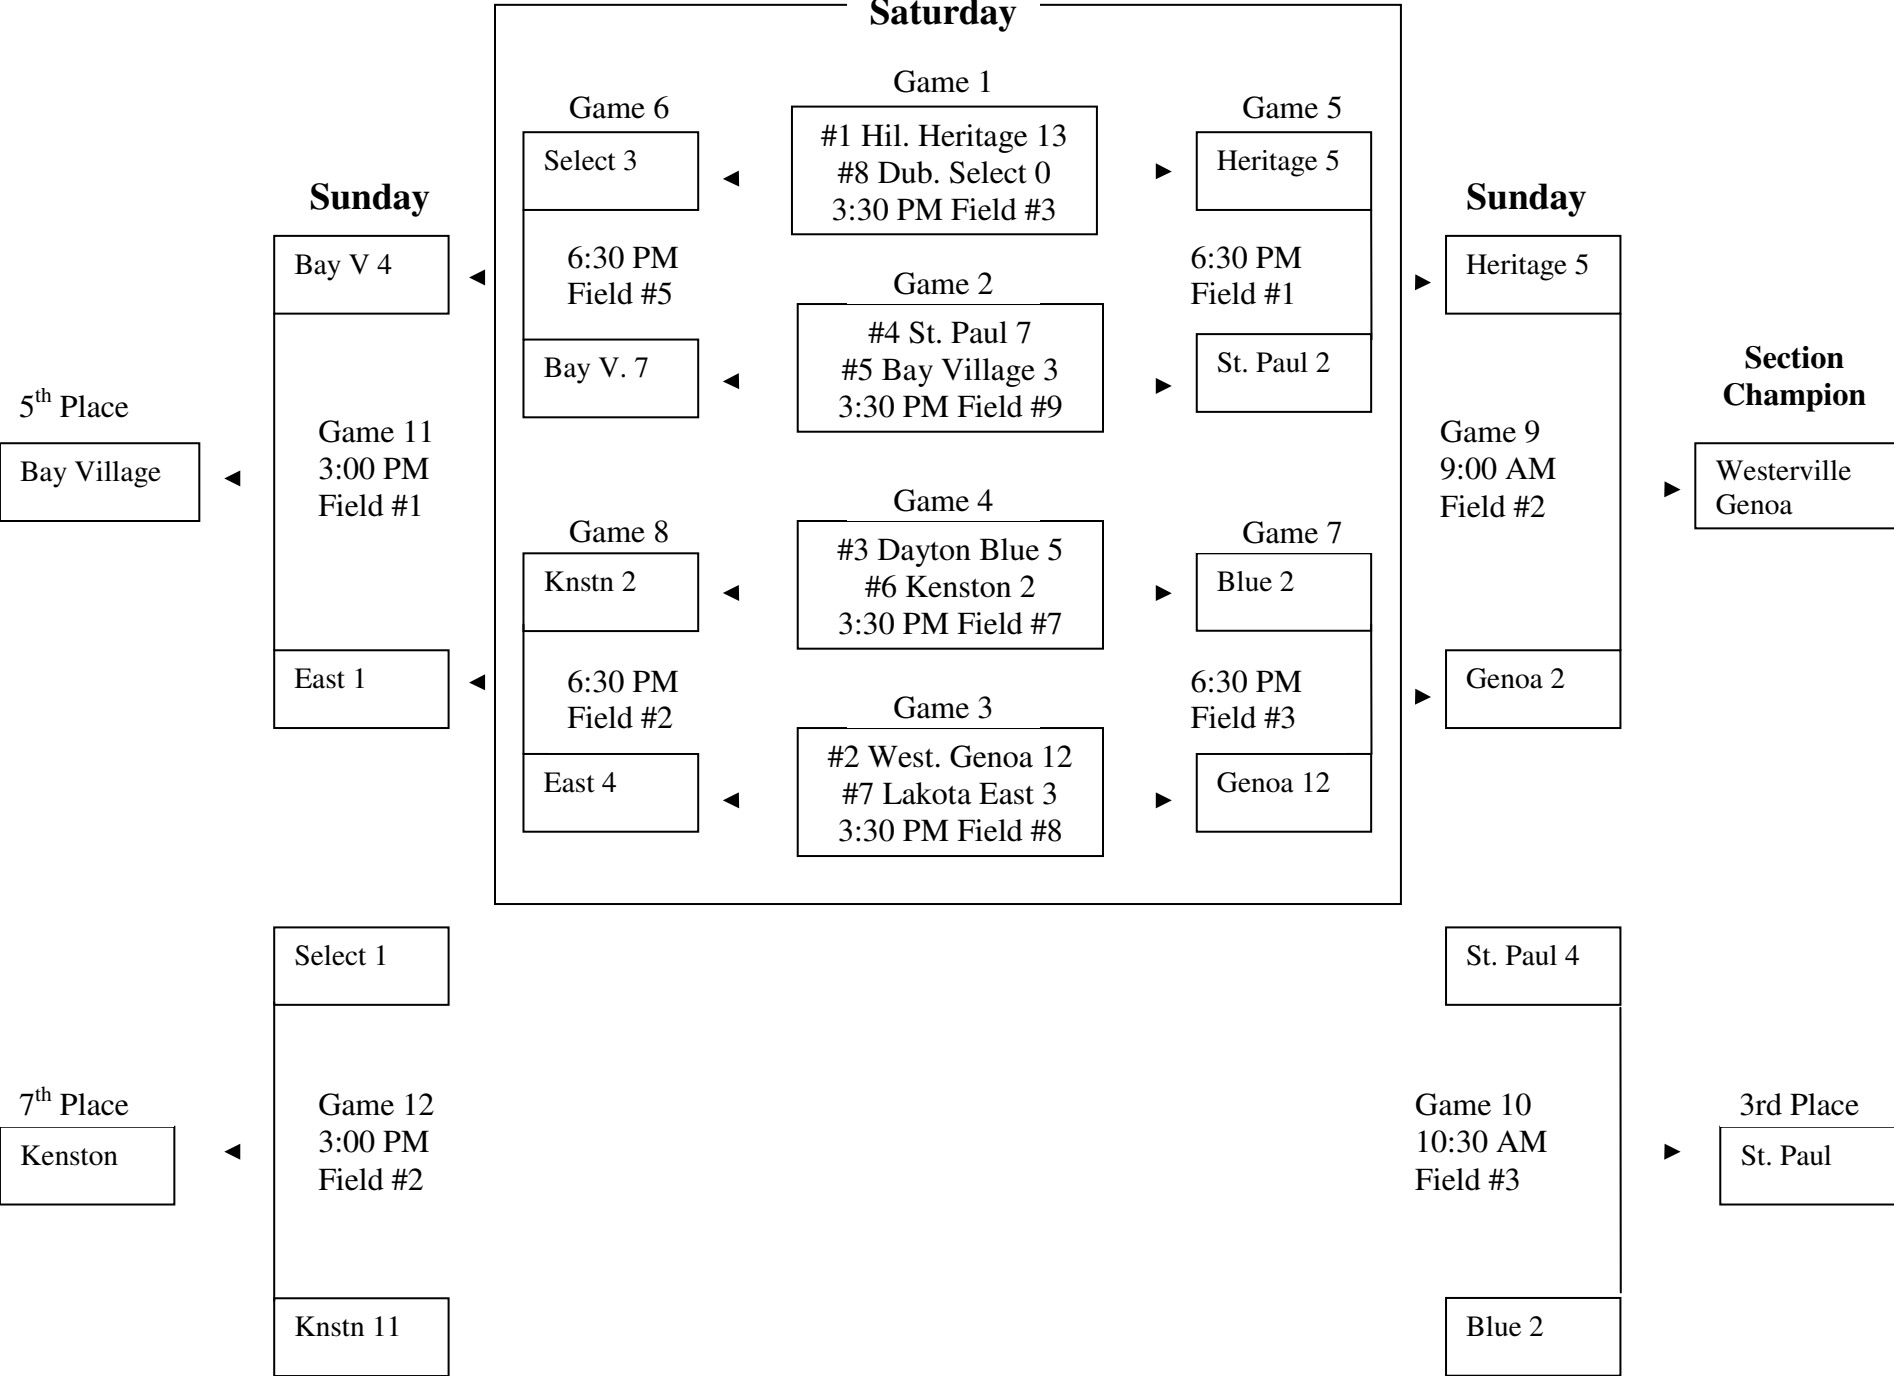 Saturday
Game 1
Game 6
Game 5
#1 Hil. Heritage 13
#8 Dub. Select 0
3:30 PM Field #3
Select 3
Heritage 5
Sunday
Sunday
Bay V 4
6:30 PM
Field #5
Game 2
6:30 PM
Field #1
Heritage 5
#4 St. Paul 7
#5 Bay Village 3
3:30 PM Field #9
Bay V. 7
St. Paul 2
Section
Champion
5th Place
Game 11
3:00 PM
Field #1
Game 9
9:00 AM
Field #2
Bay Village
Westerville
Genoa
Game 4
Game 8
Game 7
#3 Dayton Blue 5
#6 Kenston 2
3:30 PM Field #7
Knstn 2
Blue 2
East 1
6:30 PM
Field #2
Game 3
6:30 PM
Field #3
Genoa 2
#2 West. Genoa 12
#7 Lakota East 3
3:30 PM Field #8
East 4
Genoa 12
Select 1
St. Paul 4
7th Place
Game 12
3:00 PM
Field #2
Game 10
10:30 AM
Field #3
3rd Place
Kenston
St. Paul
Knstn 11
Blue 2